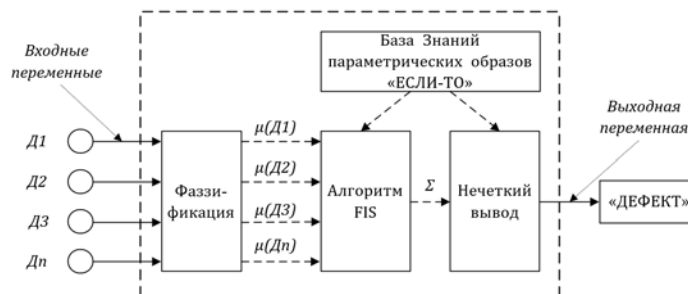 Входные
переменные
База Знаний
параметрических образов
«ЕСЛИ-ТО»
Выходная
переменная
Д1
Д2
Д3
Дп
Фаззи-
фикация
μ(Д1)
μ(Д2)
μ(Д3)
μ(Дп)
Алгоритм
FIS
Σ
Нечеткий
вывод
«ДЕФЕКТ»